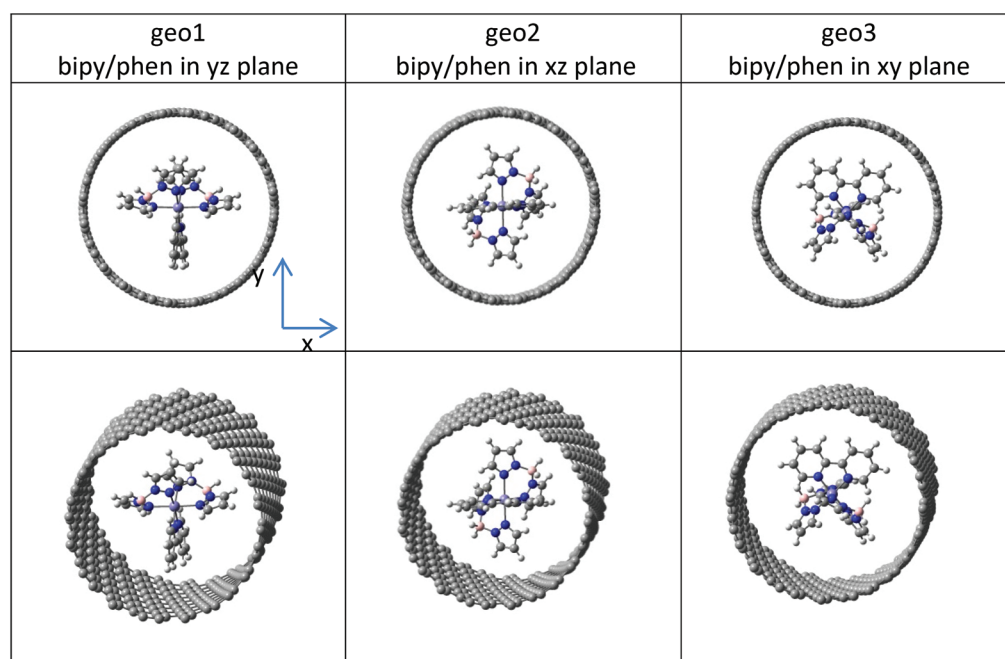 geo1
bipy/phen in yz plane
geo2
bipy/phen in xz plane
geo3
bipy/phen in xy plane
y
x